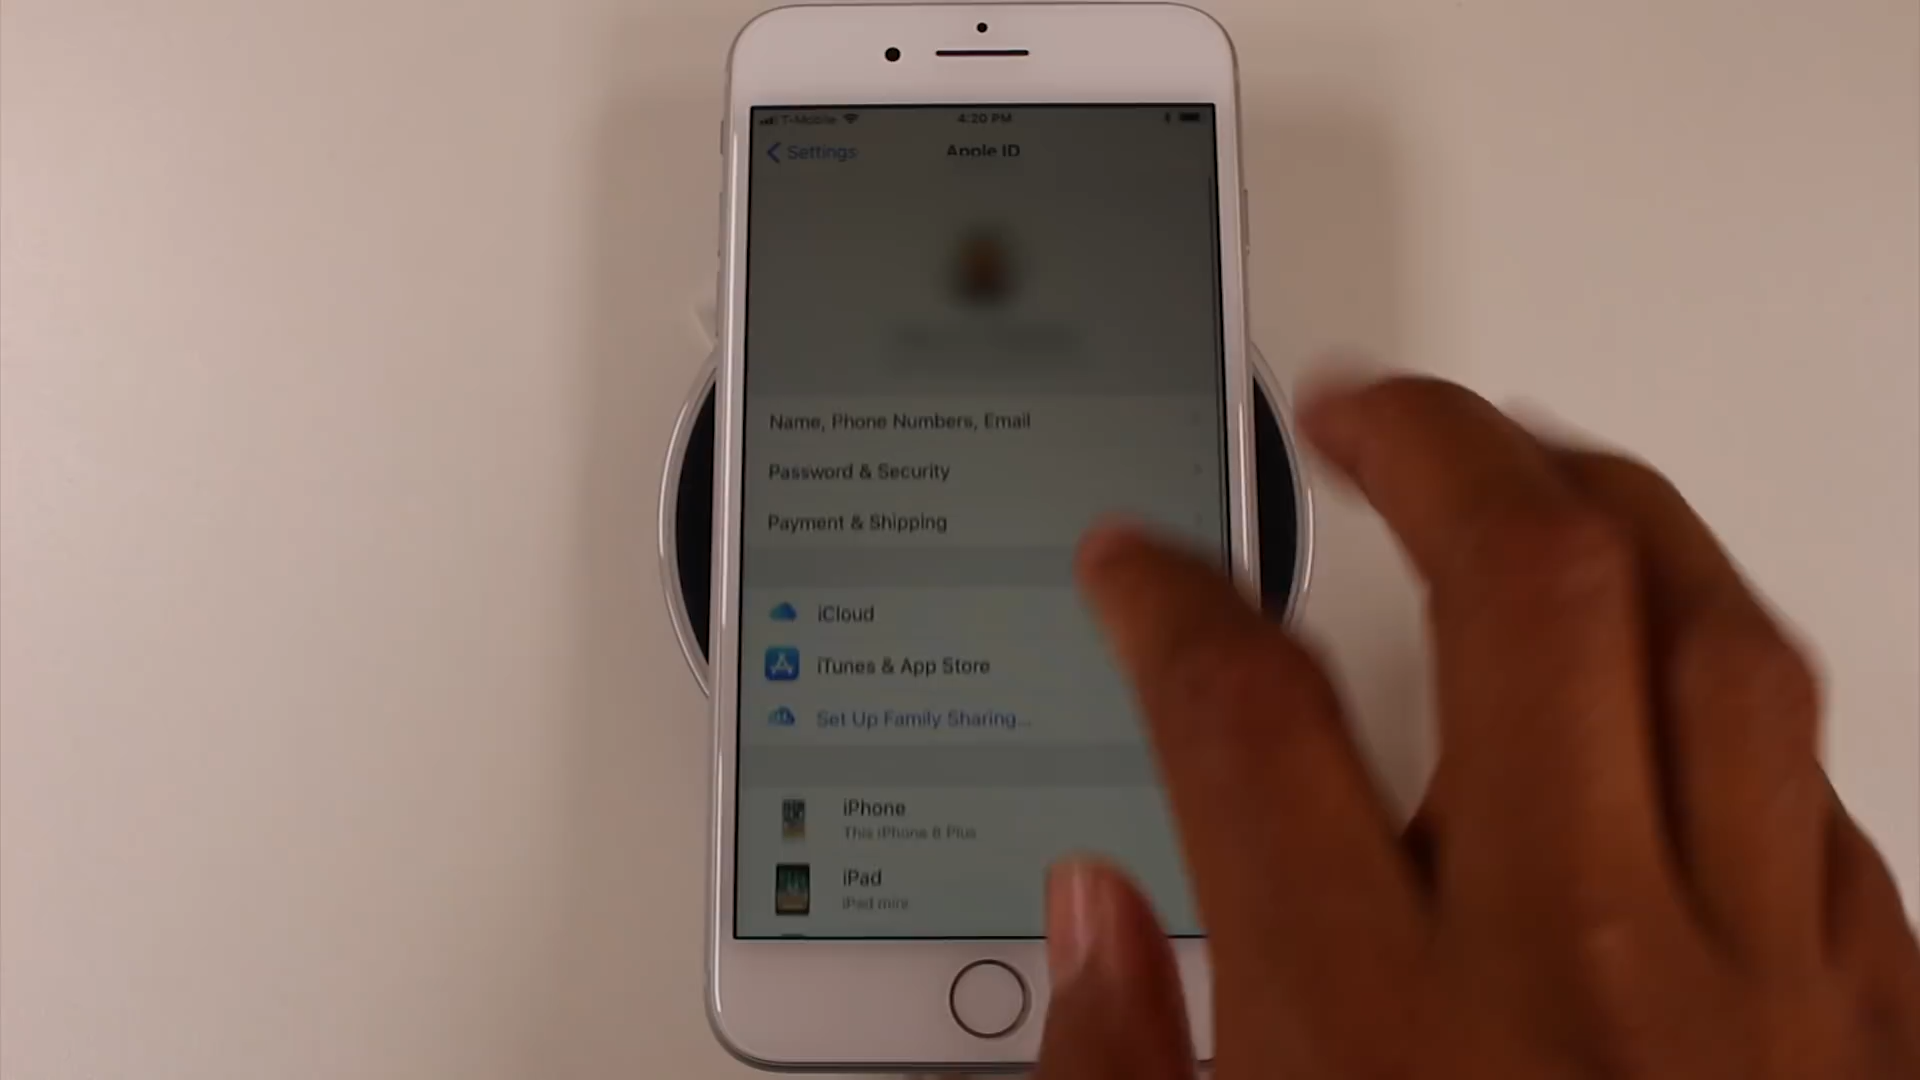 T-Mobile 4:20 PM
Settings Apple ID
Name, Phone Numbers, Email
Password & Security
Payment & Shipping
iCloud
iTunes & App Store
Set Up Family Sharing...
iPhone
This iPhone 8 Plus
iPad
iPad mini